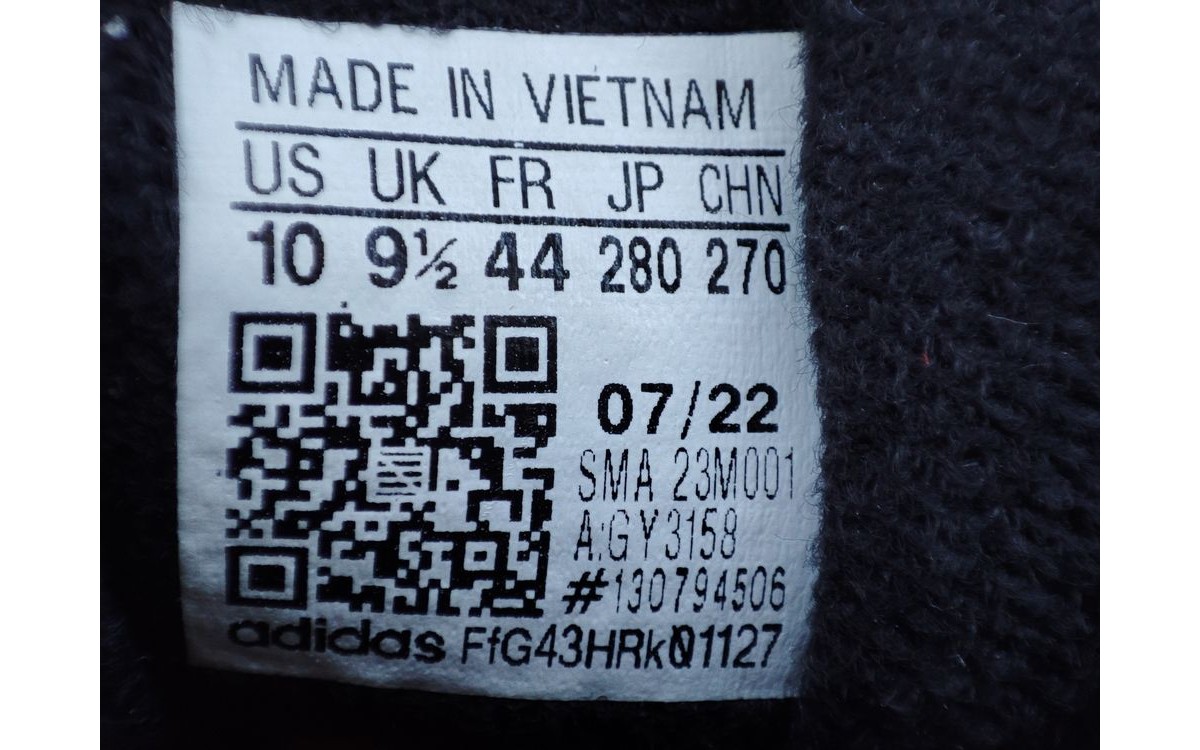 MADE IN VIETNAM
US UK FR JP CHN
10 9½ 44 280 270
07/22
SMA 23M001
A:GY3158
#130794506
adidas FfG43HRkQ1127